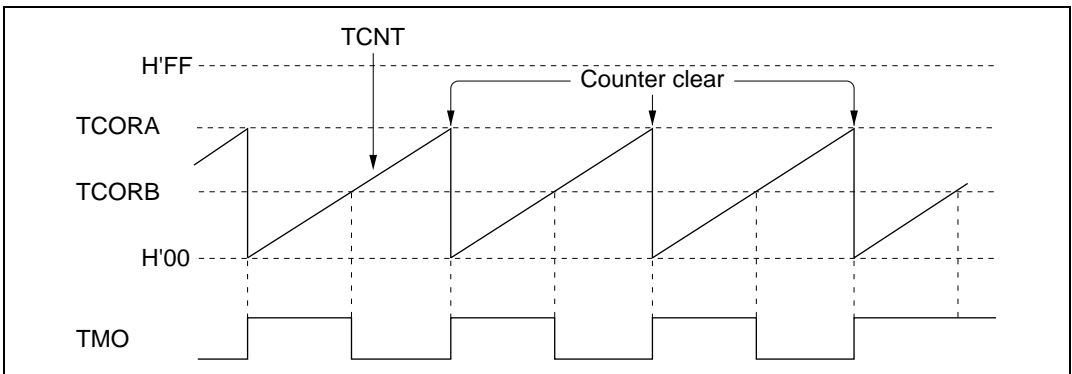 TCNT
H'FF
Counter clear
TCORA
TCORB
H'00
TMO